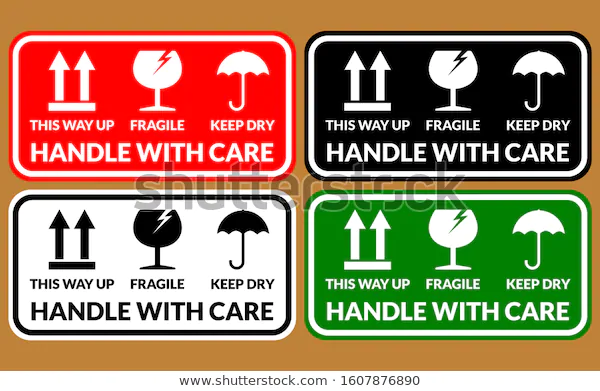 THIS WAY UP FRAGILE KEEP DRY
HANDLE WITH CARE
THIS WAY UP FRAGILE KEEP DRY
HANDLE WITH CARE
shutterstock
THIS WAY UP FRAGILE KEEP DRY
HANDLE WITH CARE
THIS WAY UP FRAGILE KEEP DRY
HANDLE WITH CARE
www.shutterstock.com · 1607876890